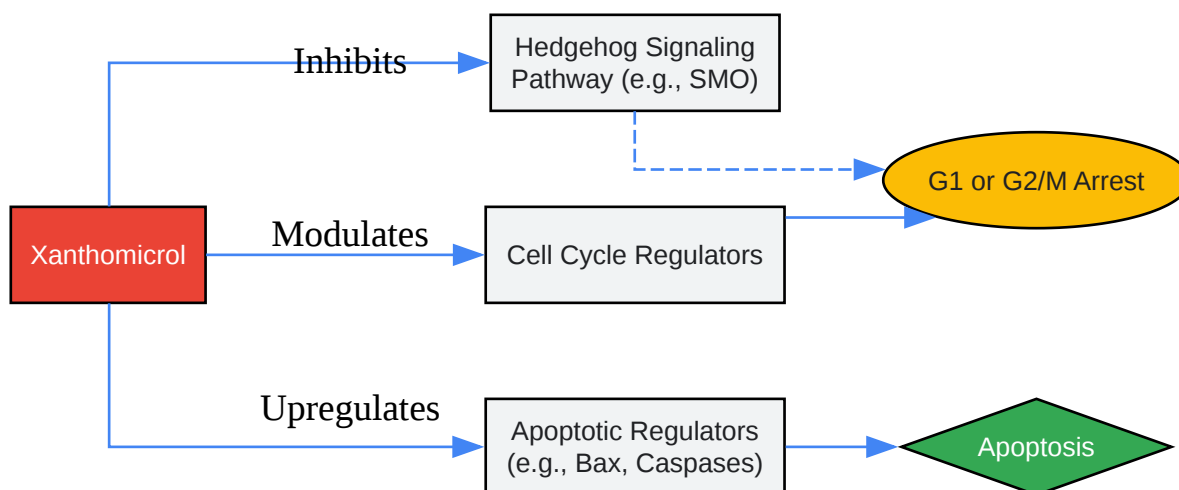 Inhibits
Hedgehog Signaling
Pathway (e.g., SMO)
G1 or G2/M Arrest
Xanthomicrol
Modulates
Cell Cycle Regulators
Upregulates
Apoptotic Regulators
(e.g., Bax, Caspases)
Apoptosis